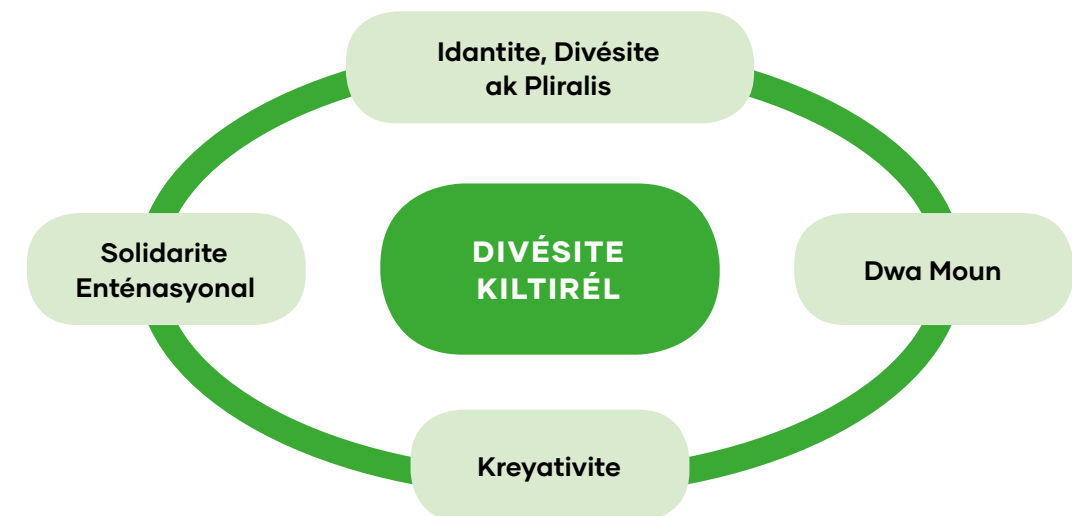 Idantite, Divésite
ak Pliralis
DIVÉSITE
KILTIRÉL
Solidarite
Enténasyonal
Dwa Moun
Kreyativite